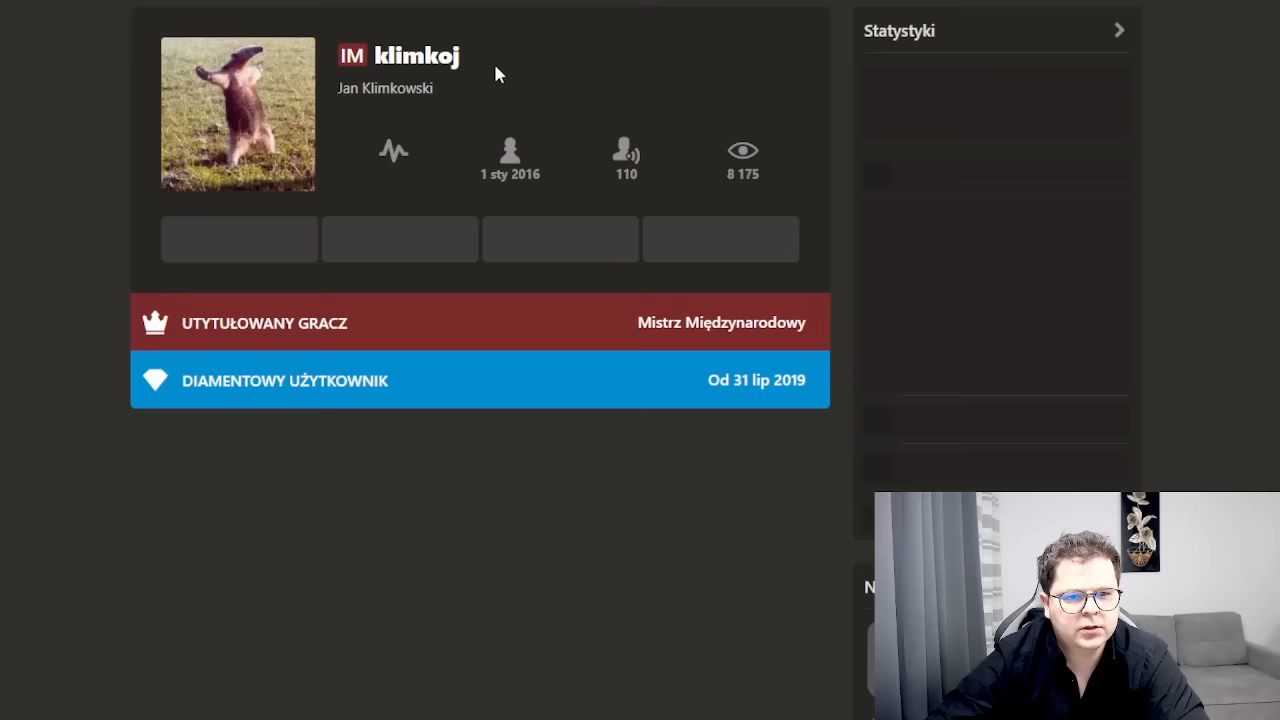 IM klimkoj
Jan Klimkowski
1 sty 2016
110
8 175
UTYTUŁOWANY GRACZ
Mistrz Międzynarodowy
DIAMENTOWY UŻYTKOWNIK
Od 31 lip 2019
Statystyki
N